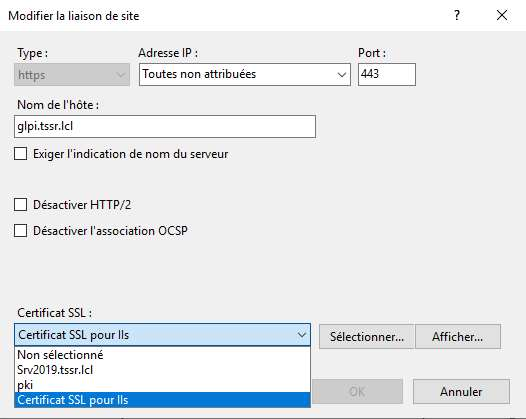 Modifier la liaison de site
?
Type :
Adresse IP :
Port :
https
Toutes non attribuées
443
Nom de l'hôte :
glpi.tssr.lcl
Exiger l'indication de nom du serveur
Désactiver HTTP/2
Désactiver l'association OCSP
Certificat SSL :
Certificat SSL pour IIs
Sélectionner...
Afficher...
Non sélectionné
Srv2019.tssr.lcl
pki
Certificat SSL pour IIs
OK
Annuler